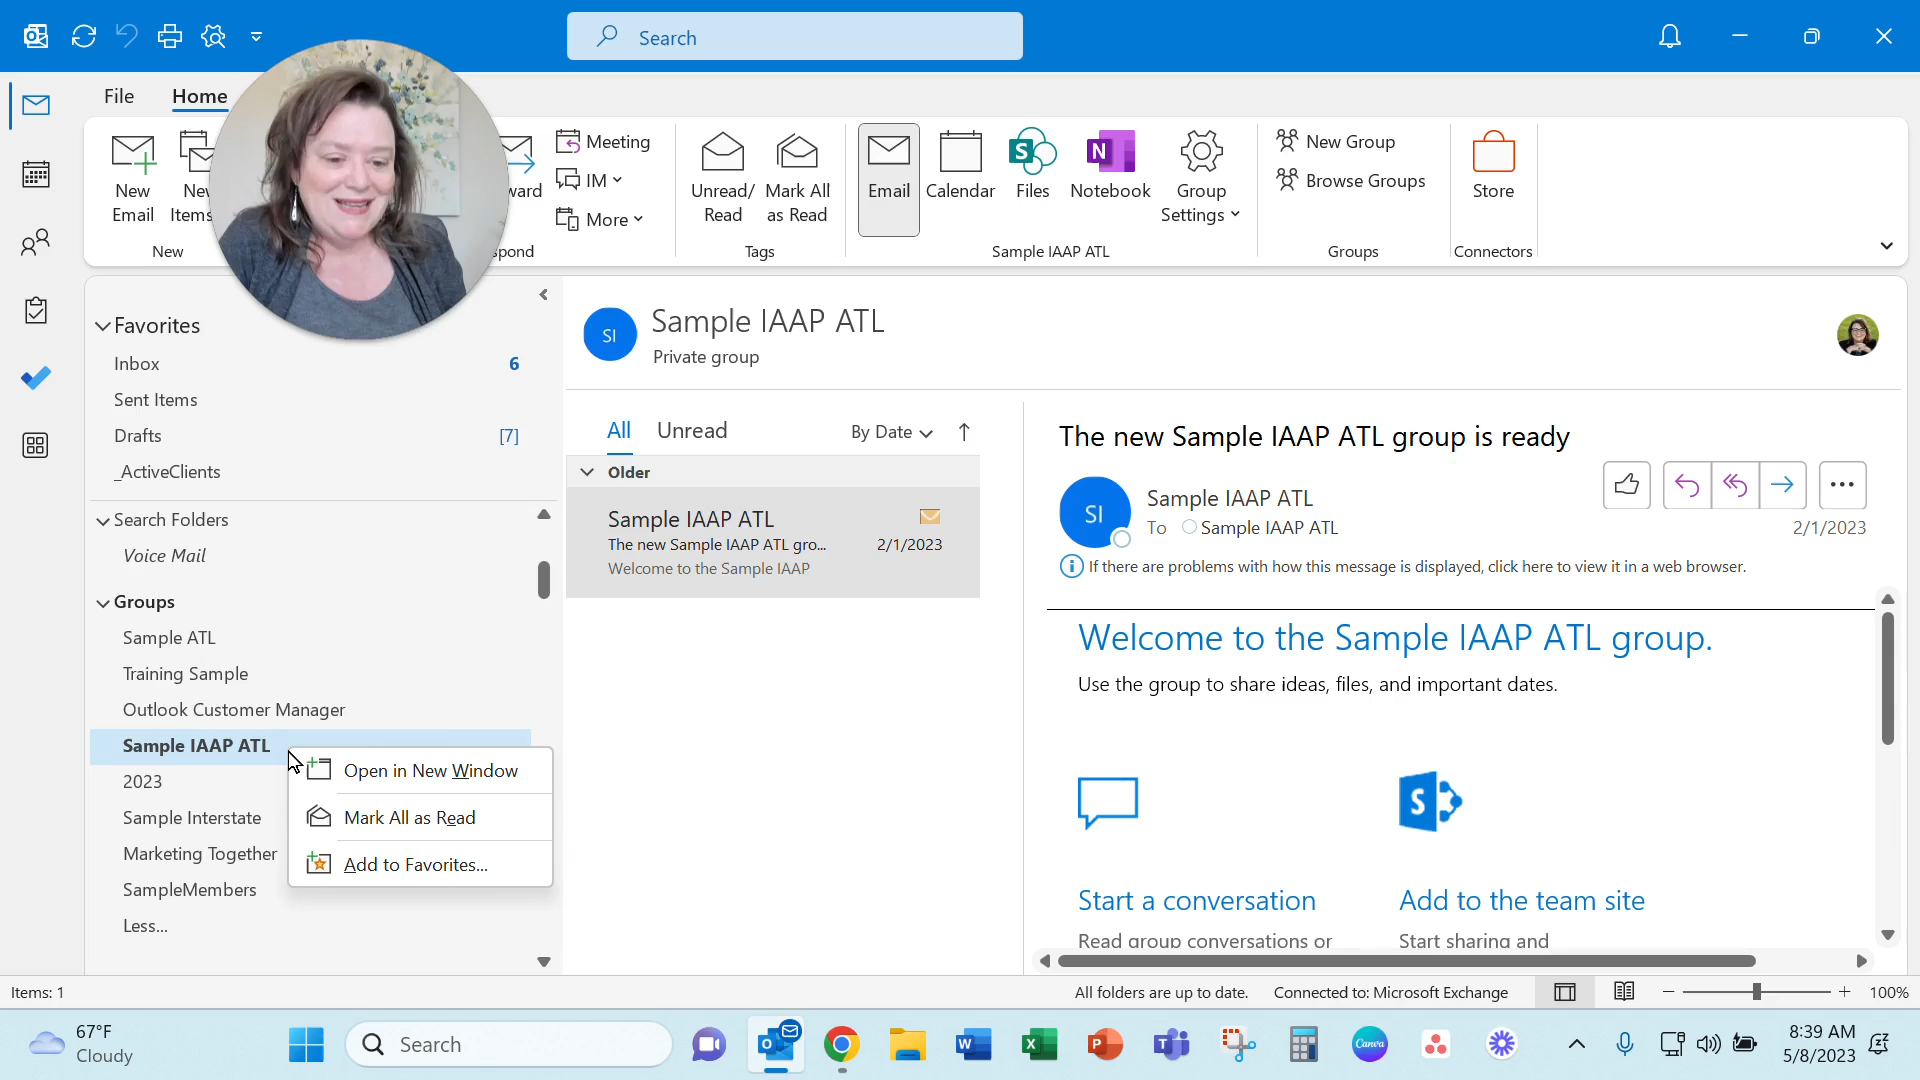 Search
File
Home
New
Email
New
Items
ward
Meeting
IM
More
Unread/
Read
Mark All
as Read
Email
Calendar
Files
Notebook
Group
Settings
New Group
Browse Groups
Store
New
spond
Tags
Sample IAAP ATL
Groups
Connectors
Favorites
Inbox 6
Sent Items
Drafts [7]
_ActiveClients
Search Folders
Voice Mail
Groups
Sample ATL
Training Sample
Outlook Customer Manager
Sample IAAP ATL
2023
Sample Interstate
Marketing Together
SampleMembers
Less...
Open in New Window
Mark All as Read
Add to Favorites...
SI
Sample IAAP ATL
Private group
All
Unread
By Date
Older
Sample IAAP ATL
The new Sample IAAP ATL gro...
2/1/2023
Welcome to the Sample IAAP
The new Sample IAAP ATL group is ready
SI
Sample IAAP ATL
To Sample IAAP ATL
2/1/2023
If there are problems with how this message is displayed, click here to view it in a web browser.
Welcome to the Sample IAAP ATL group.
Use the group to share ideas, files, and important dates.
Start a conversation
Read group conversations or
Add to the team site
Start sharing and
Items: 1
All folders are up to date.
Connected to: Microsoft Exchange
100%
67°F
Cloudy
Search
Canva
8:39 AM
5/8/2023